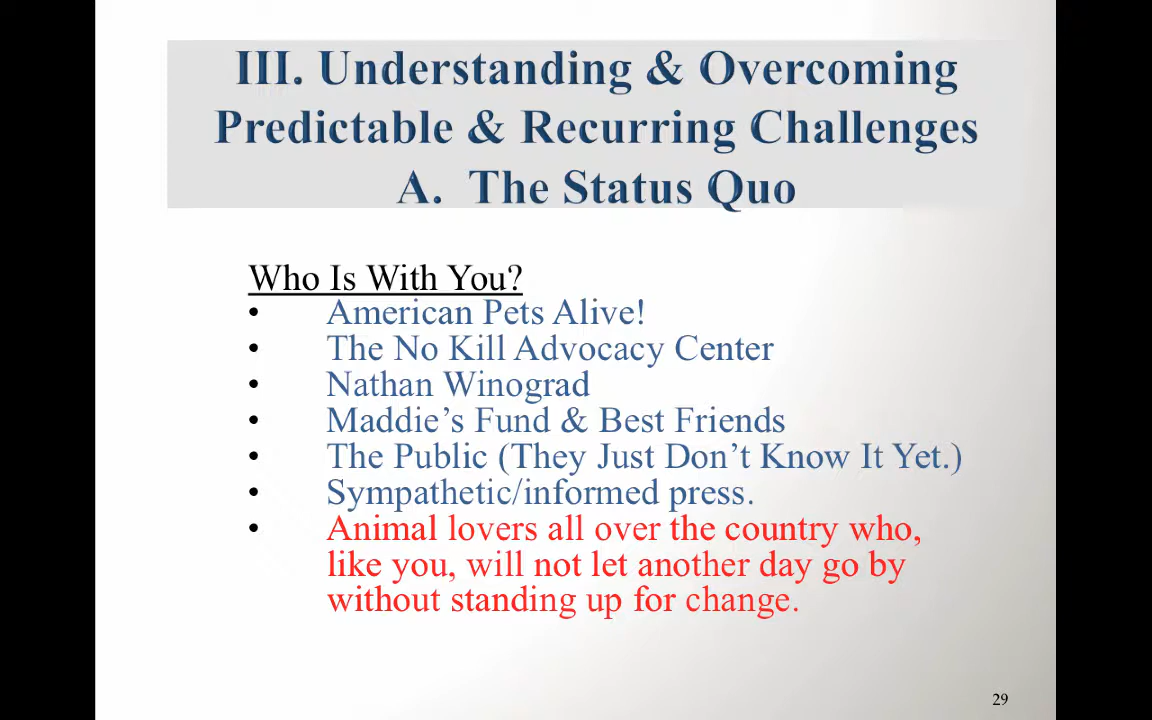 III. Understanding & Overcoming
Predictable & Recurring Challenges
A. The Status Quo
Who Is With You?
• American Pets Alive!
• The No Kill Advocacy Center
• Nathan Winograd
• Maddie’s Fund & Best Friends
• The Public (They Just Don’t Know It Yet.)
• Sympathetic/informed press.
• Animal lovers all over the country who,
like you, will not let another day go by
without standing up for change.
29